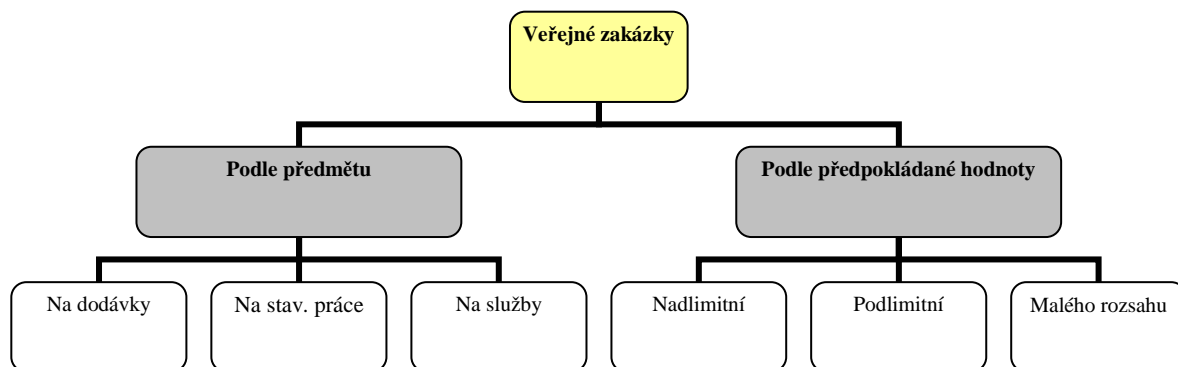 Veřejné zakázky
Podle předmětu
Podle předpokládané hodnoty
Na dodávky
Na stav. práce
Na služby
Nadlimitní
Podlimitní
Malého rozsahu